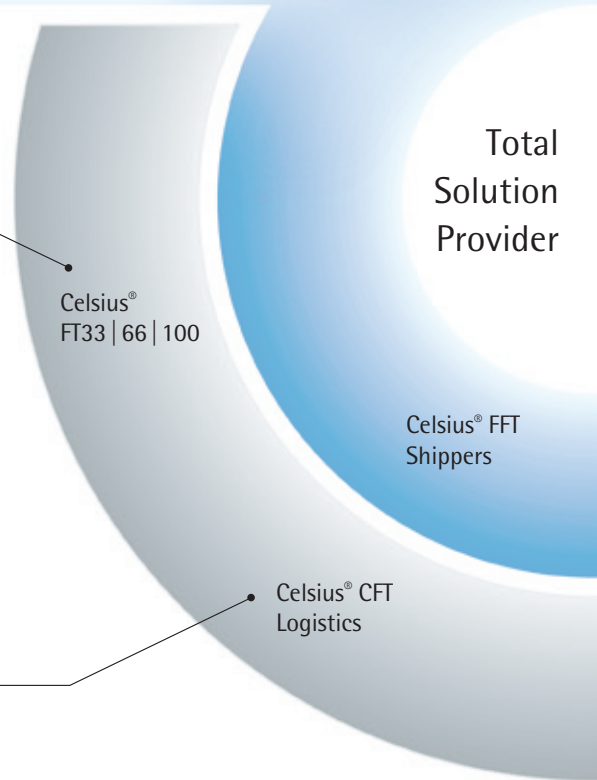 Total
Solution
Provider
Celsius®
FT33 | 66 | 100
Celsius® FFT
Shippers
Celsius® CFT
Logistics